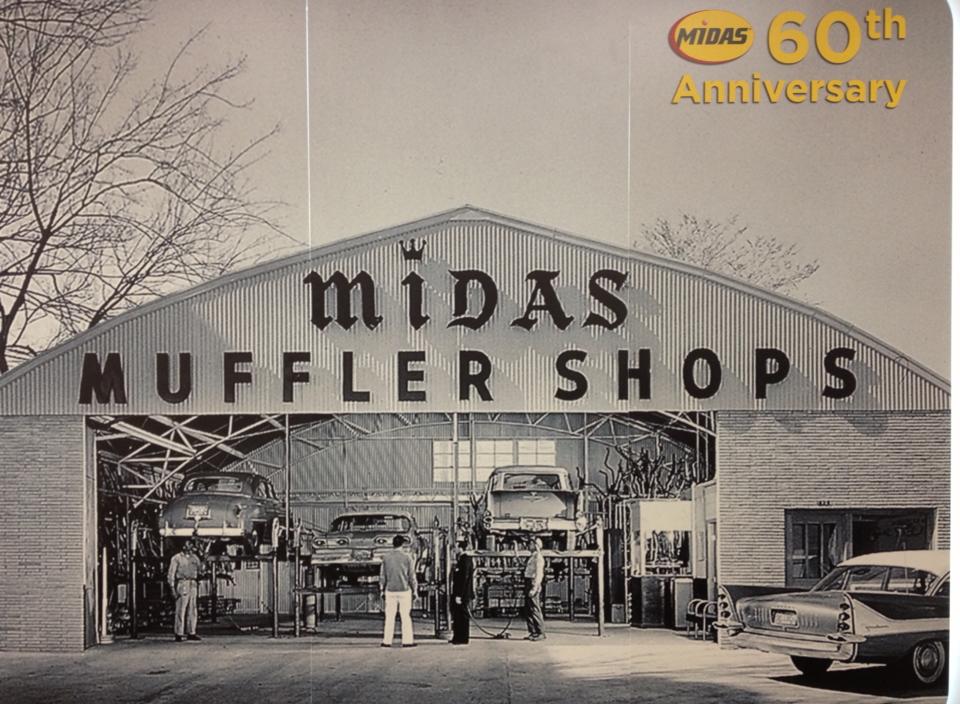 MIDAS 60th
Anniversary
MIDAS
MUFFLER SHOPS